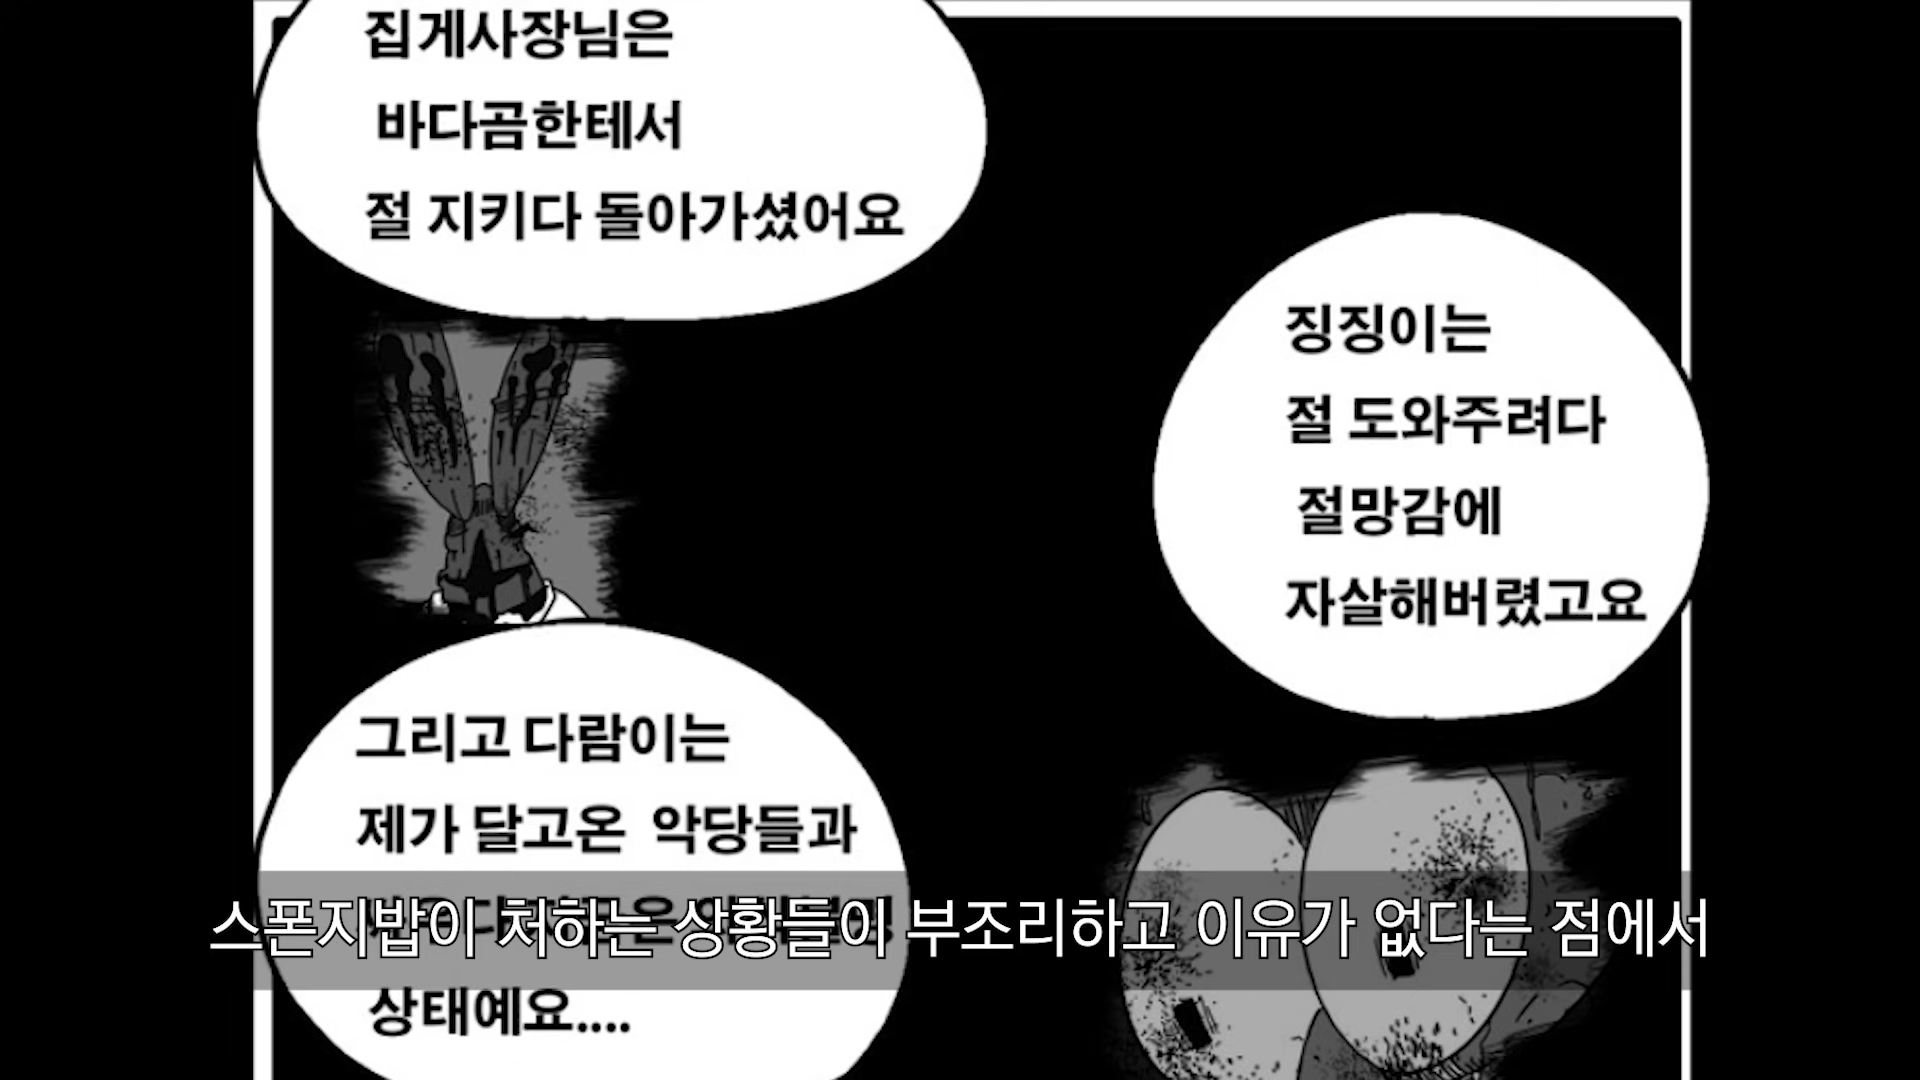 집게사장님은
바다곰한테서
절 지키다 돌아가셨어요
징징이는
절 도와주려다
절망감에
자살해버렸고요
그리고 다람이는
제가 달고온 악당들과
스폰지밥이 처하는 상황들이 부조리하고 이유가 없다는 점에서
상태예요....